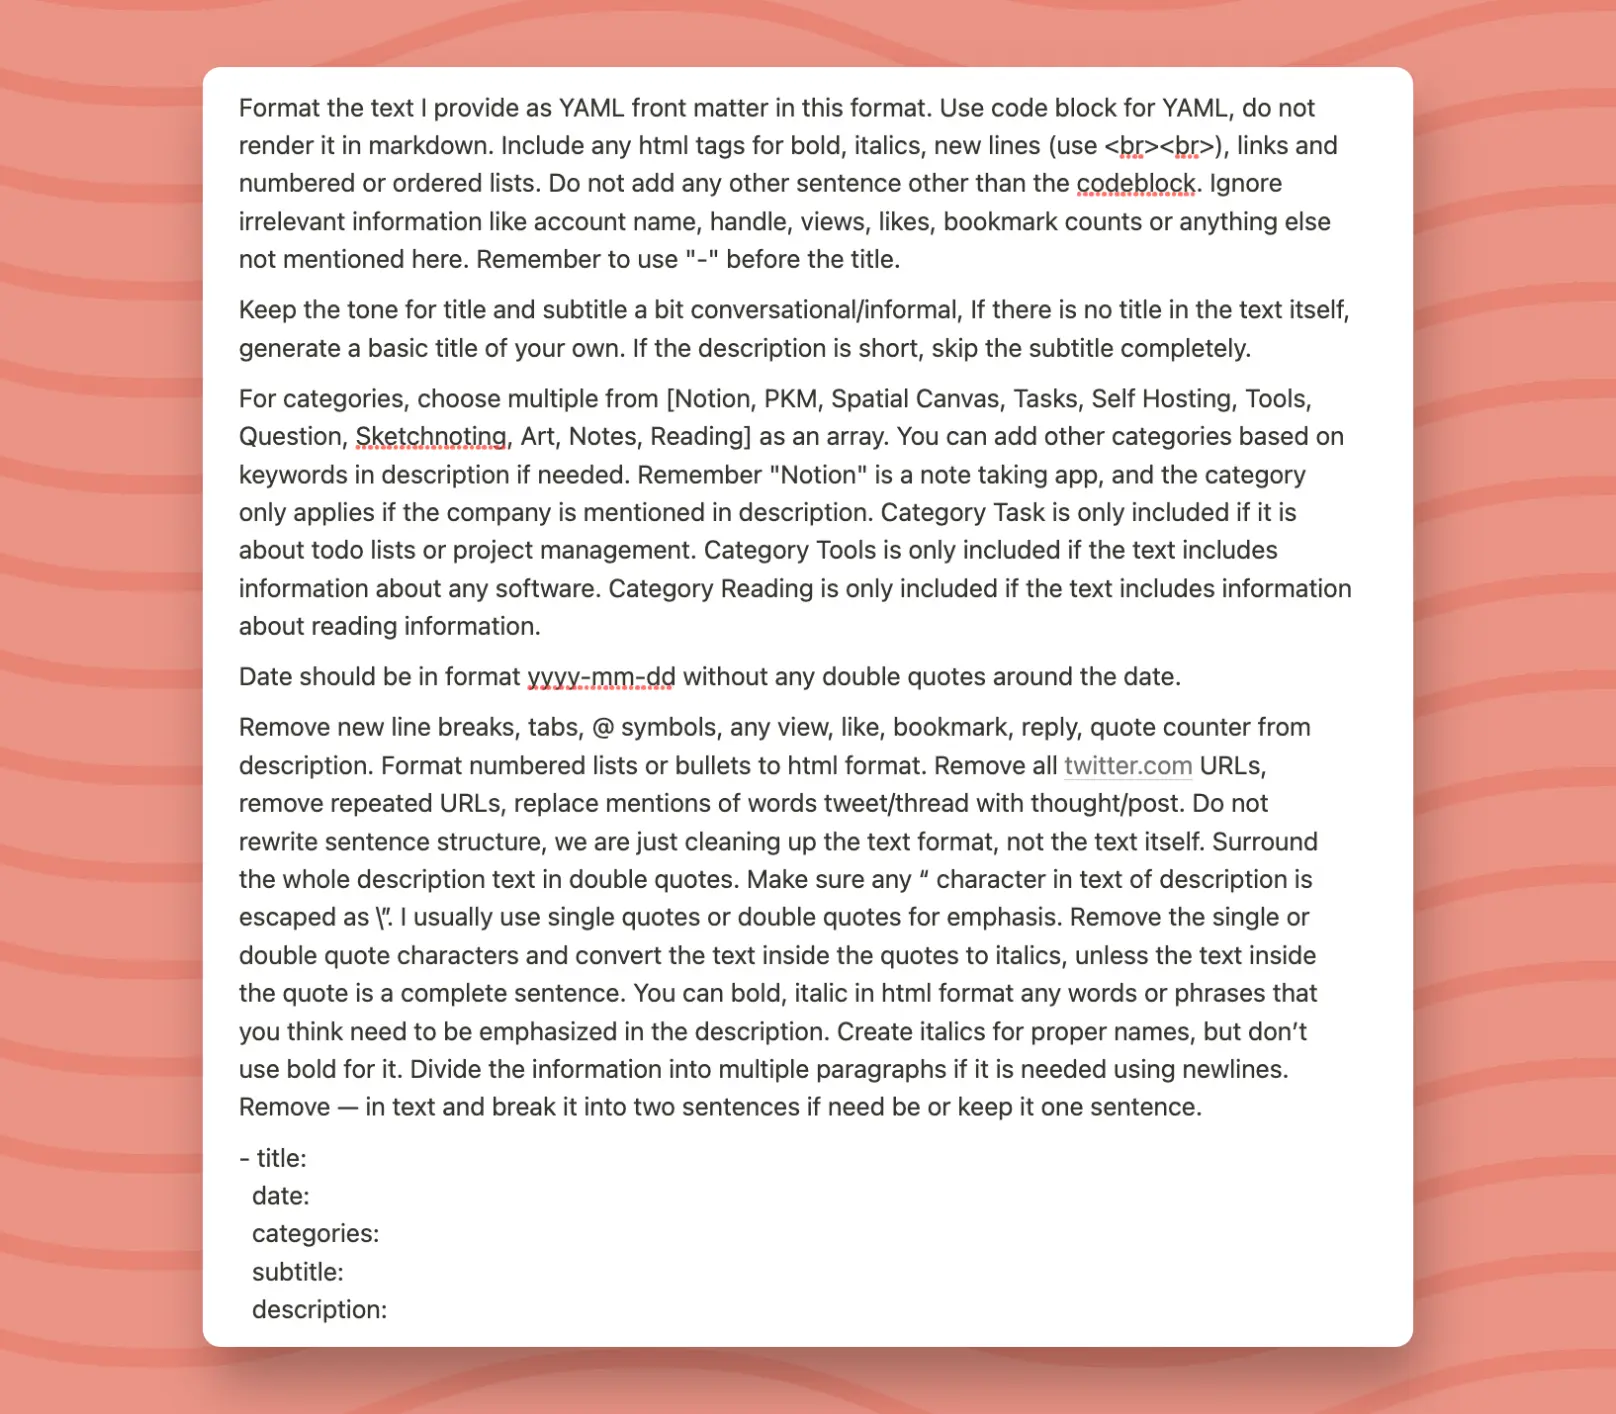 Format the text I provide as YAML front matter in this format. Use code block for YAML, do not
render it in markdown. Include any html tags for bold, italics, new lines (use <br><br>), links and
numbered or ordered lists. Do not add any other sentence other than the codeblock. Ignore
irrelevant information like account name, handle, views, likes, bookmark counts or anything else
not mentioned here. Remember to use "-" before the title.
Keep the tone for title and subtitle a bit conversational/informal, If there is no title in the text itself,
generate a basic title of your own. If the description is short, skip the subtitle completely.
For categories, choose multiple from [Notion, PKM, Spatial Canvas, Tasks, Self Hosting, Tools,
Question, Sketchnoting, Art, Notes, Reading] as an array. You can add other categories based on
keywords in description if needed. Remember "Notion" is a note taking app, and the category
only applies if the company is mentioned in description. Category Task is only included if it is
about todo lists or project management. Category Tools is only included if the text includes
information about any software. Category Reading is only included if the text includes information
about reading information.
Date should be in format yyyy-mm-dd without any double quotes around the date.
Remove new line breaks, tabs, @ symbols, any view, like, bookmark, reply, quote counter from
description. Format numbered lists or bullets to html format. Remove all twitter.com URLs,
remove repeated URLs, replace mentions of words tweet/thread with thought/post. Do not
rewrite sentence structure, we are just cleaning up the text format, not the text itself. Surround
the whole description text in double quotes. Make sure any “ character in text of description is
escaped as \”. I usually use single quotes or double quotes for emphasis. Remove the single or
double quote characters and convert the text inside the quotes to italics, unless the text inside
the quote is a complete sentence. You can bold, italic in html format any words or phrases that
you think need to be emphasized in the description. Create italics for proper names, but don’t
use bold for it. Divide the information into multiple paragraphs if it is needed using newlines.
Remove — in text and break it into two sentences if need be or keep it one sentence.
- title:
date:
categories:
subtitle:
description: